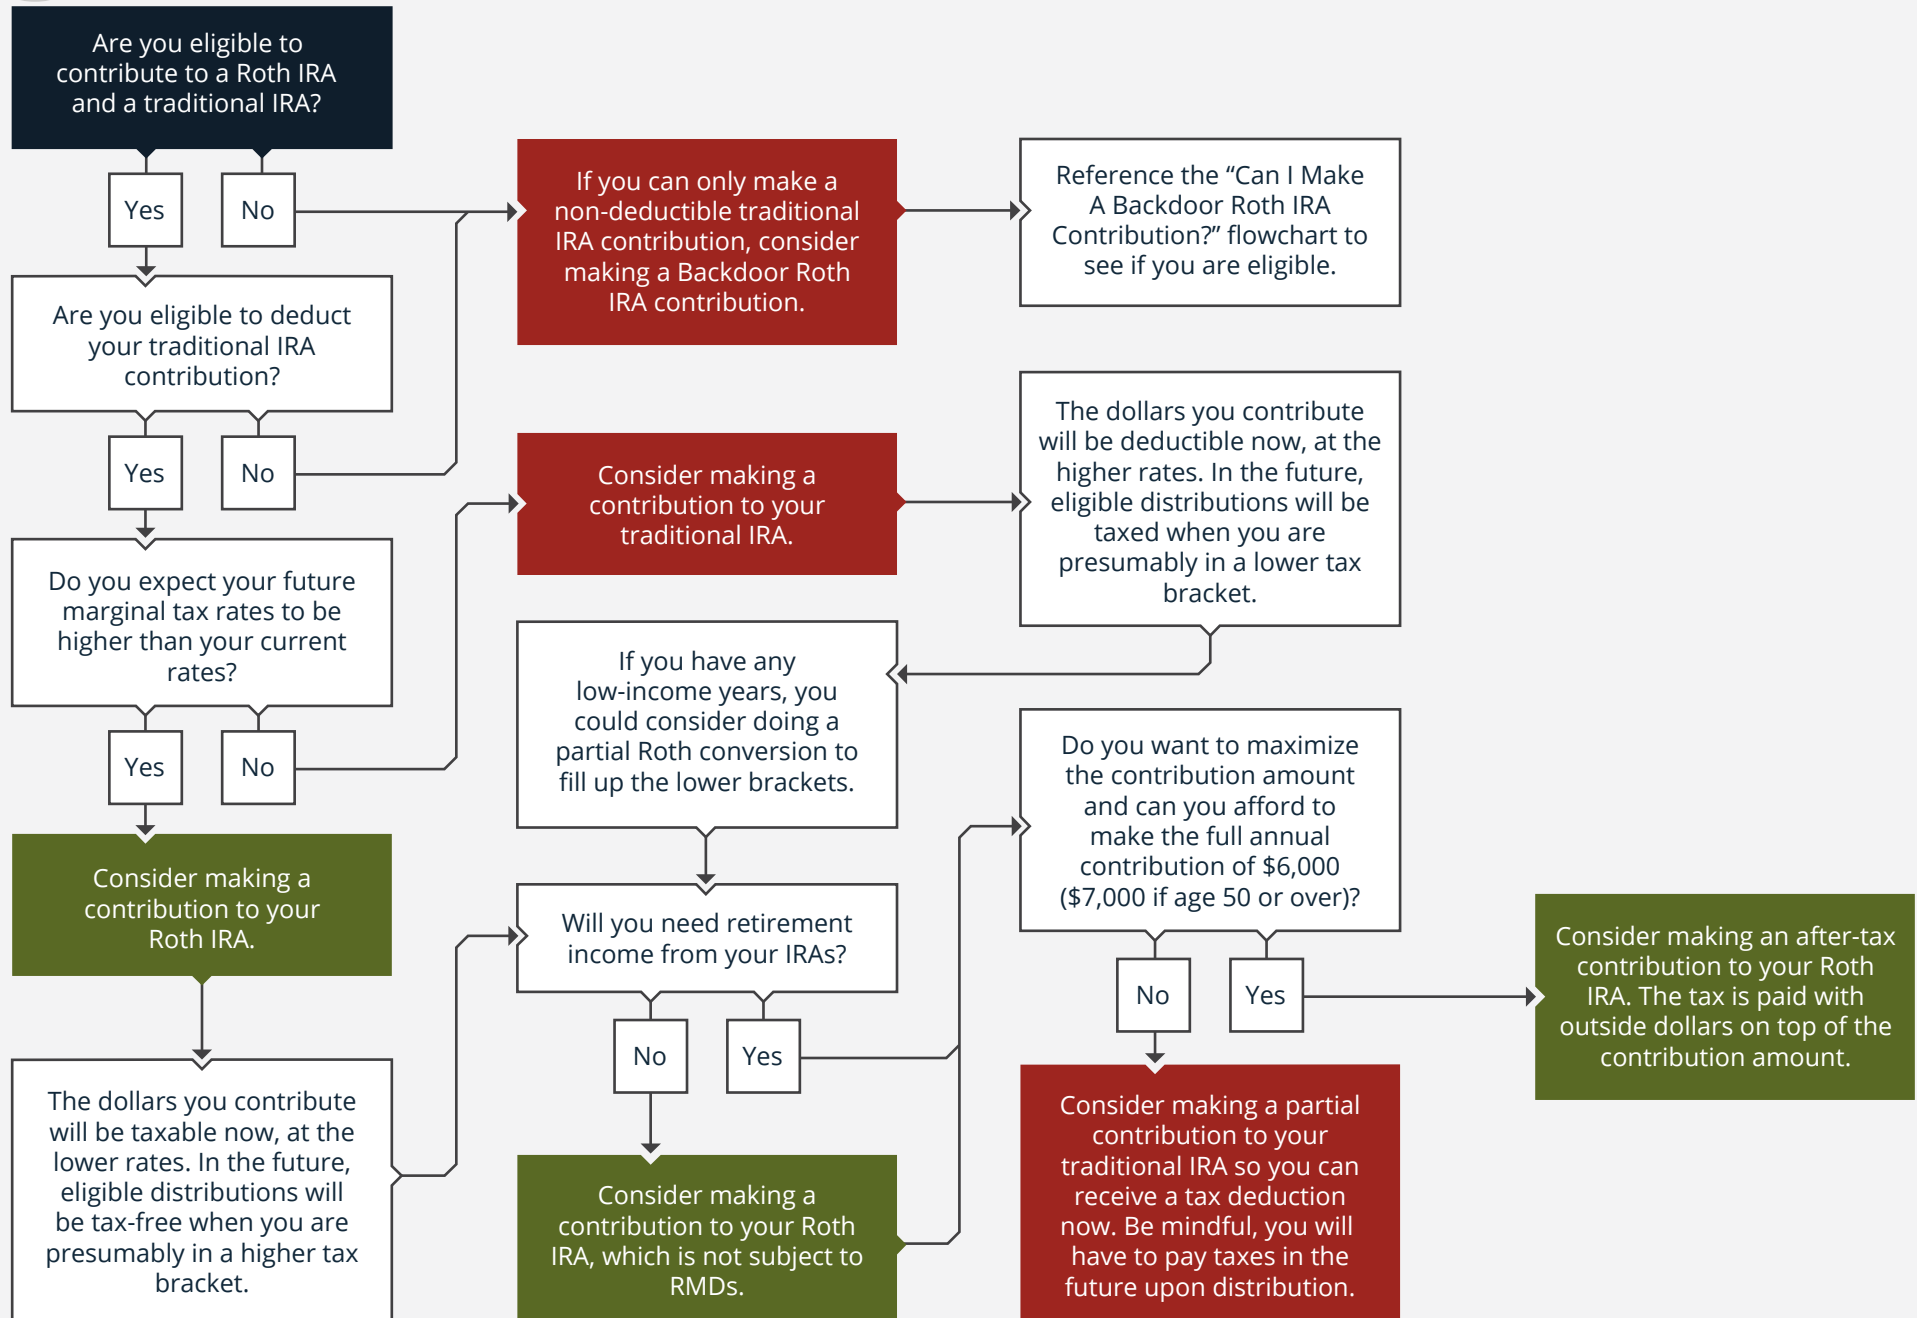 Are you eligible to
contribute to a Roth IRA
and a traditional IRA?
Yes
No
If you can only make a
non-deductible traditional
IRA contribution, consider
making a Backdoor Roth
IRA contribution.
Reference the “Can I Make
A Backdoor Roth IRA
Contribution?” flowchart to
see if you are eligible.
Are you eligible to deduct
your traditional IRA
contribution?
Yes
No
Consider making a
contribution to your
traditional IRA.
The dollars you contribute
will be deductible now, at the
higher rates. In the future,
eligible distributions will be
taxed when you are
presumably in a lower tax
bracket.
Do you expect your future
marginal tax rates to be
higher than your current
rates?
Yes
No
If you have any
low-income years, you
could consider doing a
partial Roth conversion to
fill up the lower brackets.
Do you want to maximize
the contribution amount
and can you afford to
make the full annual
contribution of $6,000
($7,000 if age 50 or over)?
No
Yes
Consider making a
contribution to your
Roth IRA.
Will you need retirement
income from your IRAs?
No
Yes
Consider making an after-tax
contribution to your Roth
IRA. The tax is paid with
outside dollars on top of the
contribution amount.
The dollars you contribute
will be taxable now, at the
lower rates. In the future,
eligible distributions will
be tax-free when you are
presumably in a higher tax
bracket.
Consider making a
contribution to your Roth
IRA, which is not subject to
RMDs.
Consider making a partial
contribution to your
traditional IRA so you can
receive a tax deduction
now. Be mindful, you will
have to pay taxes in the
future upon distribution.